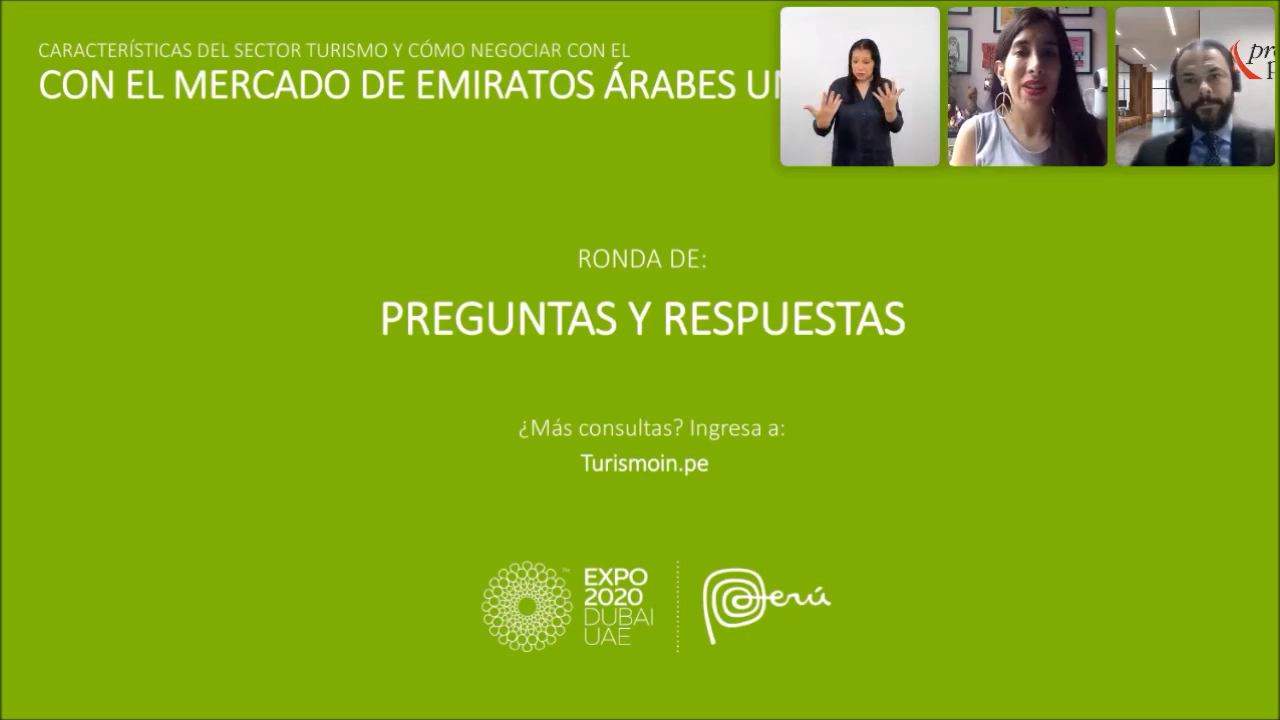 CARACTERÍSTICAS DEL SECTOR TURISMO Y CÓMO NEGOCIAR CON EL
CON EL MERCADO DE EMIRATOS ÁRABES
RONDA DE:
PREGUNTAS Y RESPUESTAS
¿Más consultas? Ingresa a:
Turismoin.pe
EXPO
2020
DUBAI
UAE
Perú